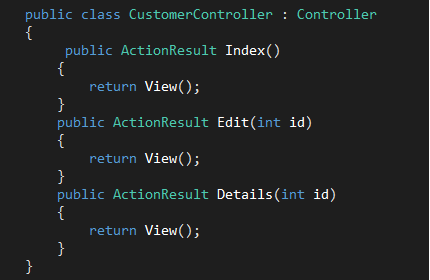 public class CustomerController : Controller
{
public ActionResult Index()
{
return View();
}
public ActionResult Edit(int id)
{
return View();
}
public ActionResult Details(int id)
{
return View();
}
}